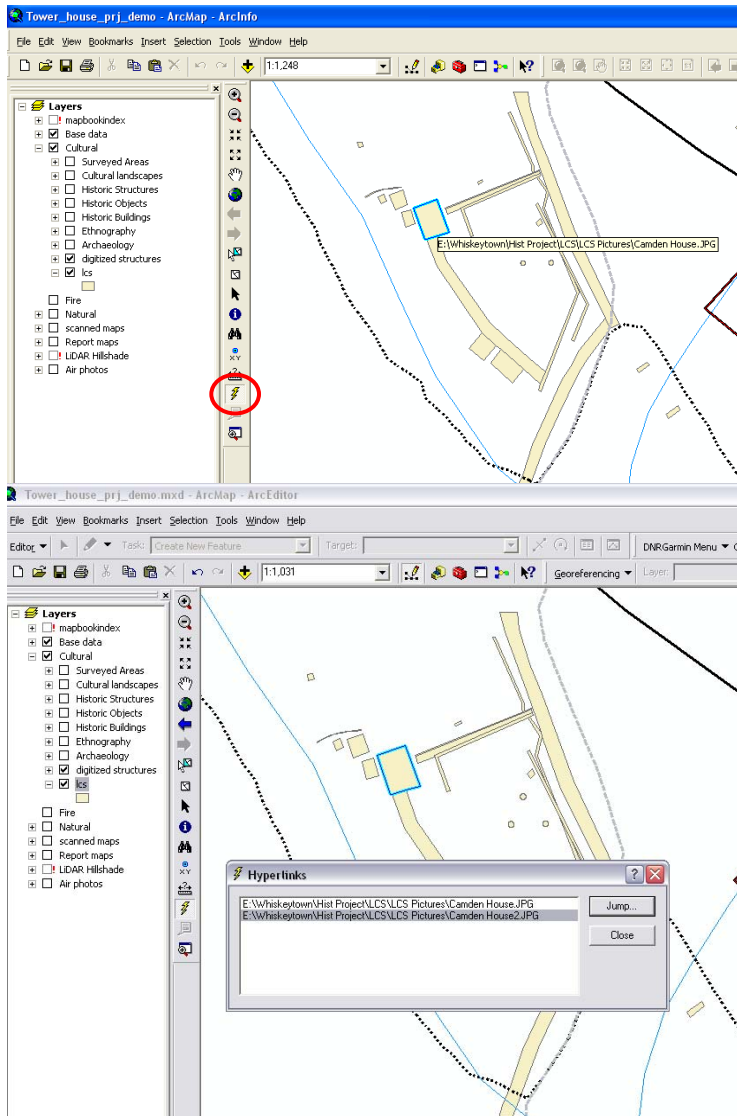 Tower_house_prj_demo - ArcMap - ArcInfo
File Edit View Bookmarks Insert Selection Tools Window Help
1:1,248
Layers
mapbookindex
Base data
Cultural
Surveyed Areas
Cultural landscapes
Historic Structures
Historic Objects
Historic Buildings
Ethnography
Archaeology
digitized structures
lcs
Fire
Natural
scanned maps
Report maps
LiDAR Hillshade
Air photos
XY
E:\Whiskeytown\Hist Project\LCS\LCS Pictures\Camden House.JPG
Tower_house_prj_demo.mxd - ArcMap - ArcEditor
File Edit View Bookmarks Insert Selection Tools Window Help
Editor Task: Create New Feature Target: DNRGarmin Menu
1:1,031 Georeferencing Layer:
Layers
mapbookindex
Base data
Cultural
Surveyed Areas
Cultural landscapes
Historic Structures
Historic Objects
Historic Buildings
Ethnography
Archaeology
digitized structures
lcs
Fire
Natural
scanned maps
Report maps
LiDAR Hillshade
Air photos
XY
Hyperlinks
E:\Whiskeytown\Hist Project\LCS\LCS Pictures\Camden House.JPG
E:\Whiskeytown\Hist Project\LCS\LCS Pictures\Camden House2.JPG
Jump...
Close